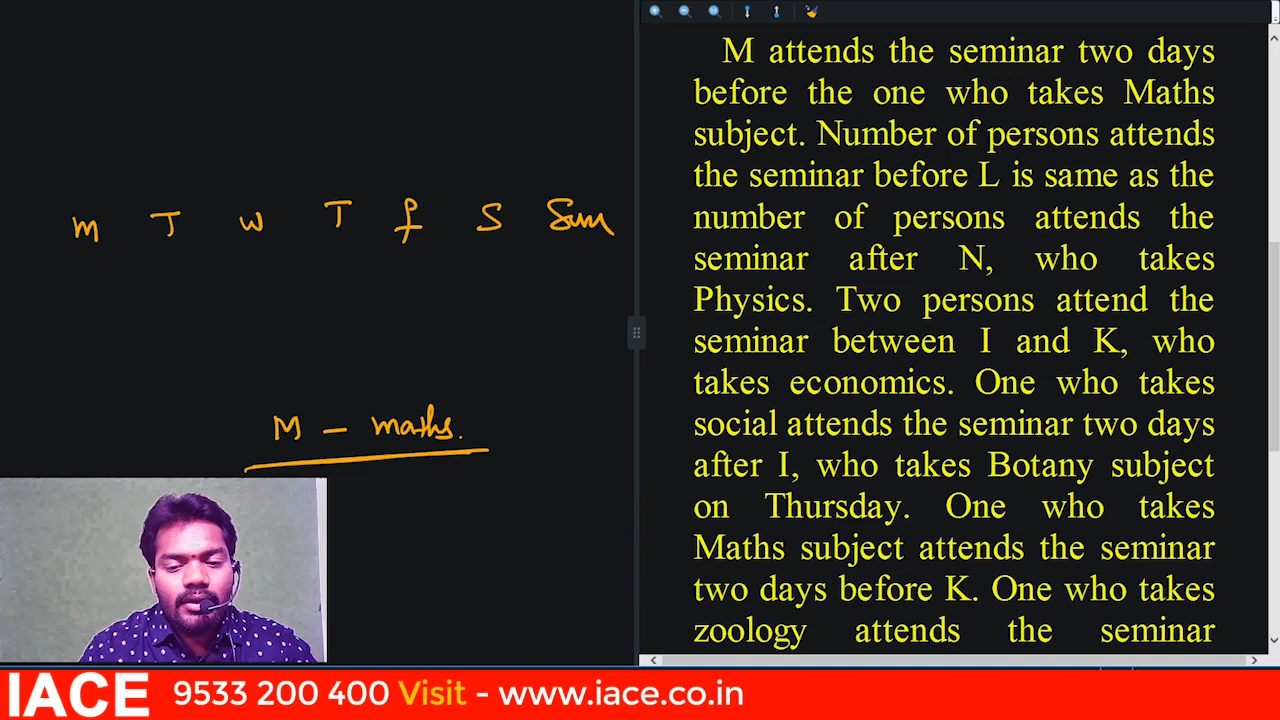 M T W T f S Sun
M - maths.
M attends the seminar two days
before the one who takes Maths
subject. Number of persons attends
the seminar before L is same as the
number of persons attends the
seminar after N, who takes
Physics. Two persons attend the
seminar between I and K, who
takes economics. One who takes
social attends the seminar two days
after I, who takes Botany subject
on Thursday. One who takes
Maths subject attends the seminar
two days before K. One who takes
zoology attends the seminar
IACE 9533 200 400 Visit - www.iace.co.in